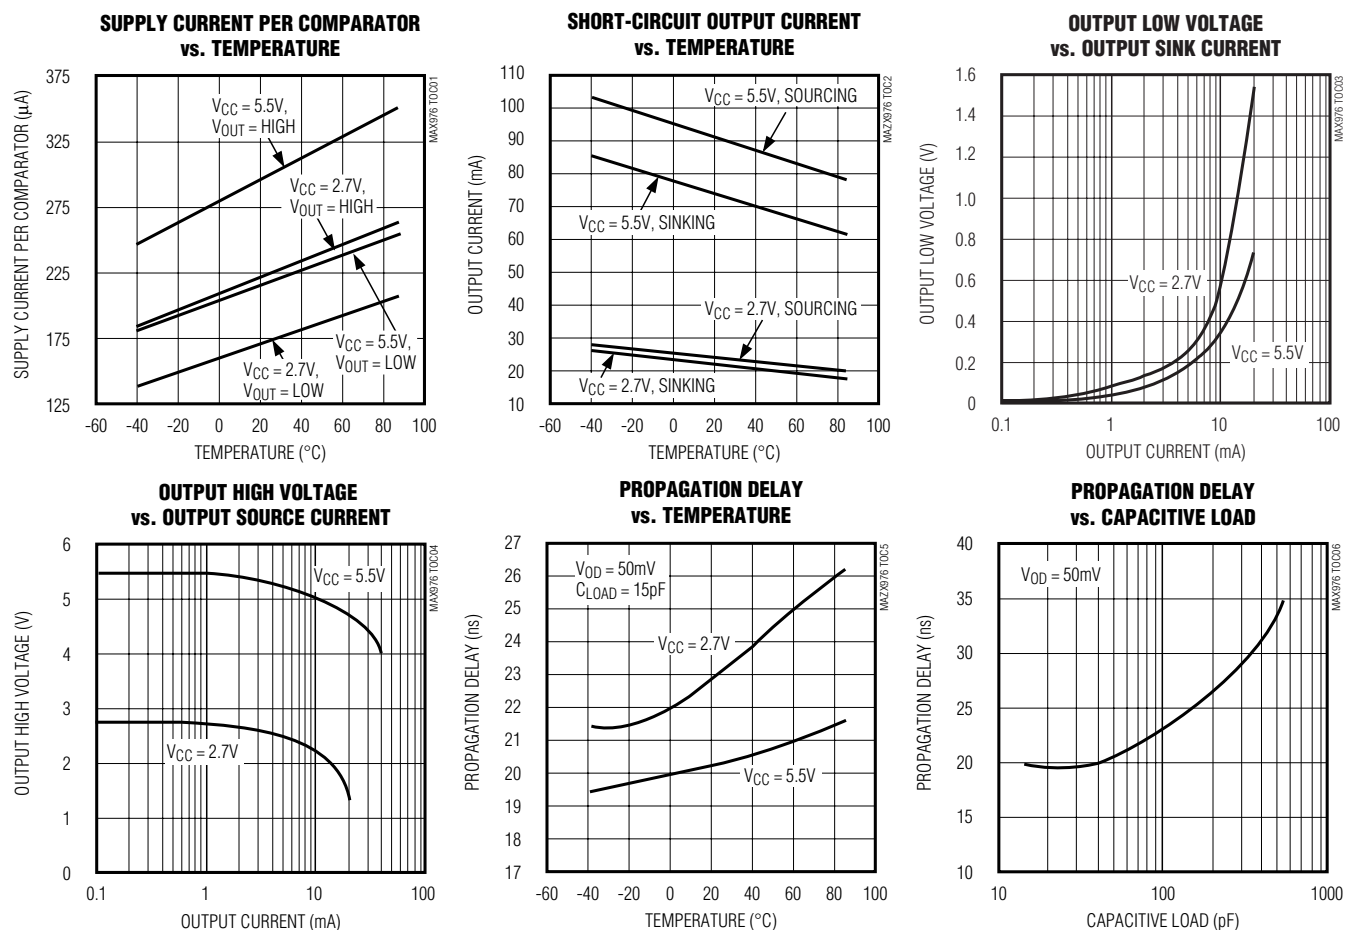 SUPPLY CURRENT PER COMPARATOR
vs. TEMPERATURE
375
325
275
225
175
125
SUPPLY CURRENT PER COMPARATOR (µA)
VCC = 5.5V,
VOUT = HIGH
VCC = 2.7V,
VOUT = HIGH
VCC = 5.5V,
VOUT = LOW
VCC = 2.7V,
VOUT = LOW
MAX976 TOC01
-60 -40 -20 0 20 40 60 80 100
TEMPERATURE (°C)
SHORT-CIRCUIT OUTPUT CURRENT
vs. TEMPERATURE
110
100
90
80
70
60
50
40
30
20
10
OUTPUT CURRENT (mA)
VCC = 5.5V, SOURCING
VCC = 5.5V, SINKING
VCC = 2.7V, SOURCING
VCC = 2.7V, SINKING
MAZX976 TOC2
-60 -40 -20 0 20 40 60 80 100
TEMPERATURE (°C)
OUTPUT LOW VOLTAGE
vs. OUTPUT SINK CURRENT
1.6
1.4
1.2
1.0
0.8
0.6
0.4
0.2
0
OUTPUT LOW VOLTAGE (V)
VCC = 2.7V
VCC = 5.5V
MAX976 TOC03
0.1 1 10 100
OUTPUT CURRENT (mA)
OUTPUT HIGH VOLTAGE
vs. OUTPUT SOURCE CURRENT
6
5
4
3
2
1
0
OUTPUT HIGH VOLTAGE (V)
VCC = 5.5V
VCC = 2.7V
MAX976 TOC04
0.1 1 10 100
OUTPUT CURRENT (mA)
PROPAGATION DELAY
vs. TEMPERATURE
27
26
25
24
23
22
21
20
19
18
17
PROPAGATION DELAY (ns)
VOD = 50mV
CLOAD = 15pF
VCC = 2.7V
VCC = 5.5V
MAZX976 TOC5
-60 -40 -20 0 20 40 60 80 100
TEMPERATURE (°C)
PROPAGATION DELAY
vs. CAPACITIVE LOAD
40
35
30
25
20
15
10
PROPAGATION DELAY (ns)
VOD = 50mV
MAX976 TOC06
10 100 1000
CAPACITIVE LOAD (pF)